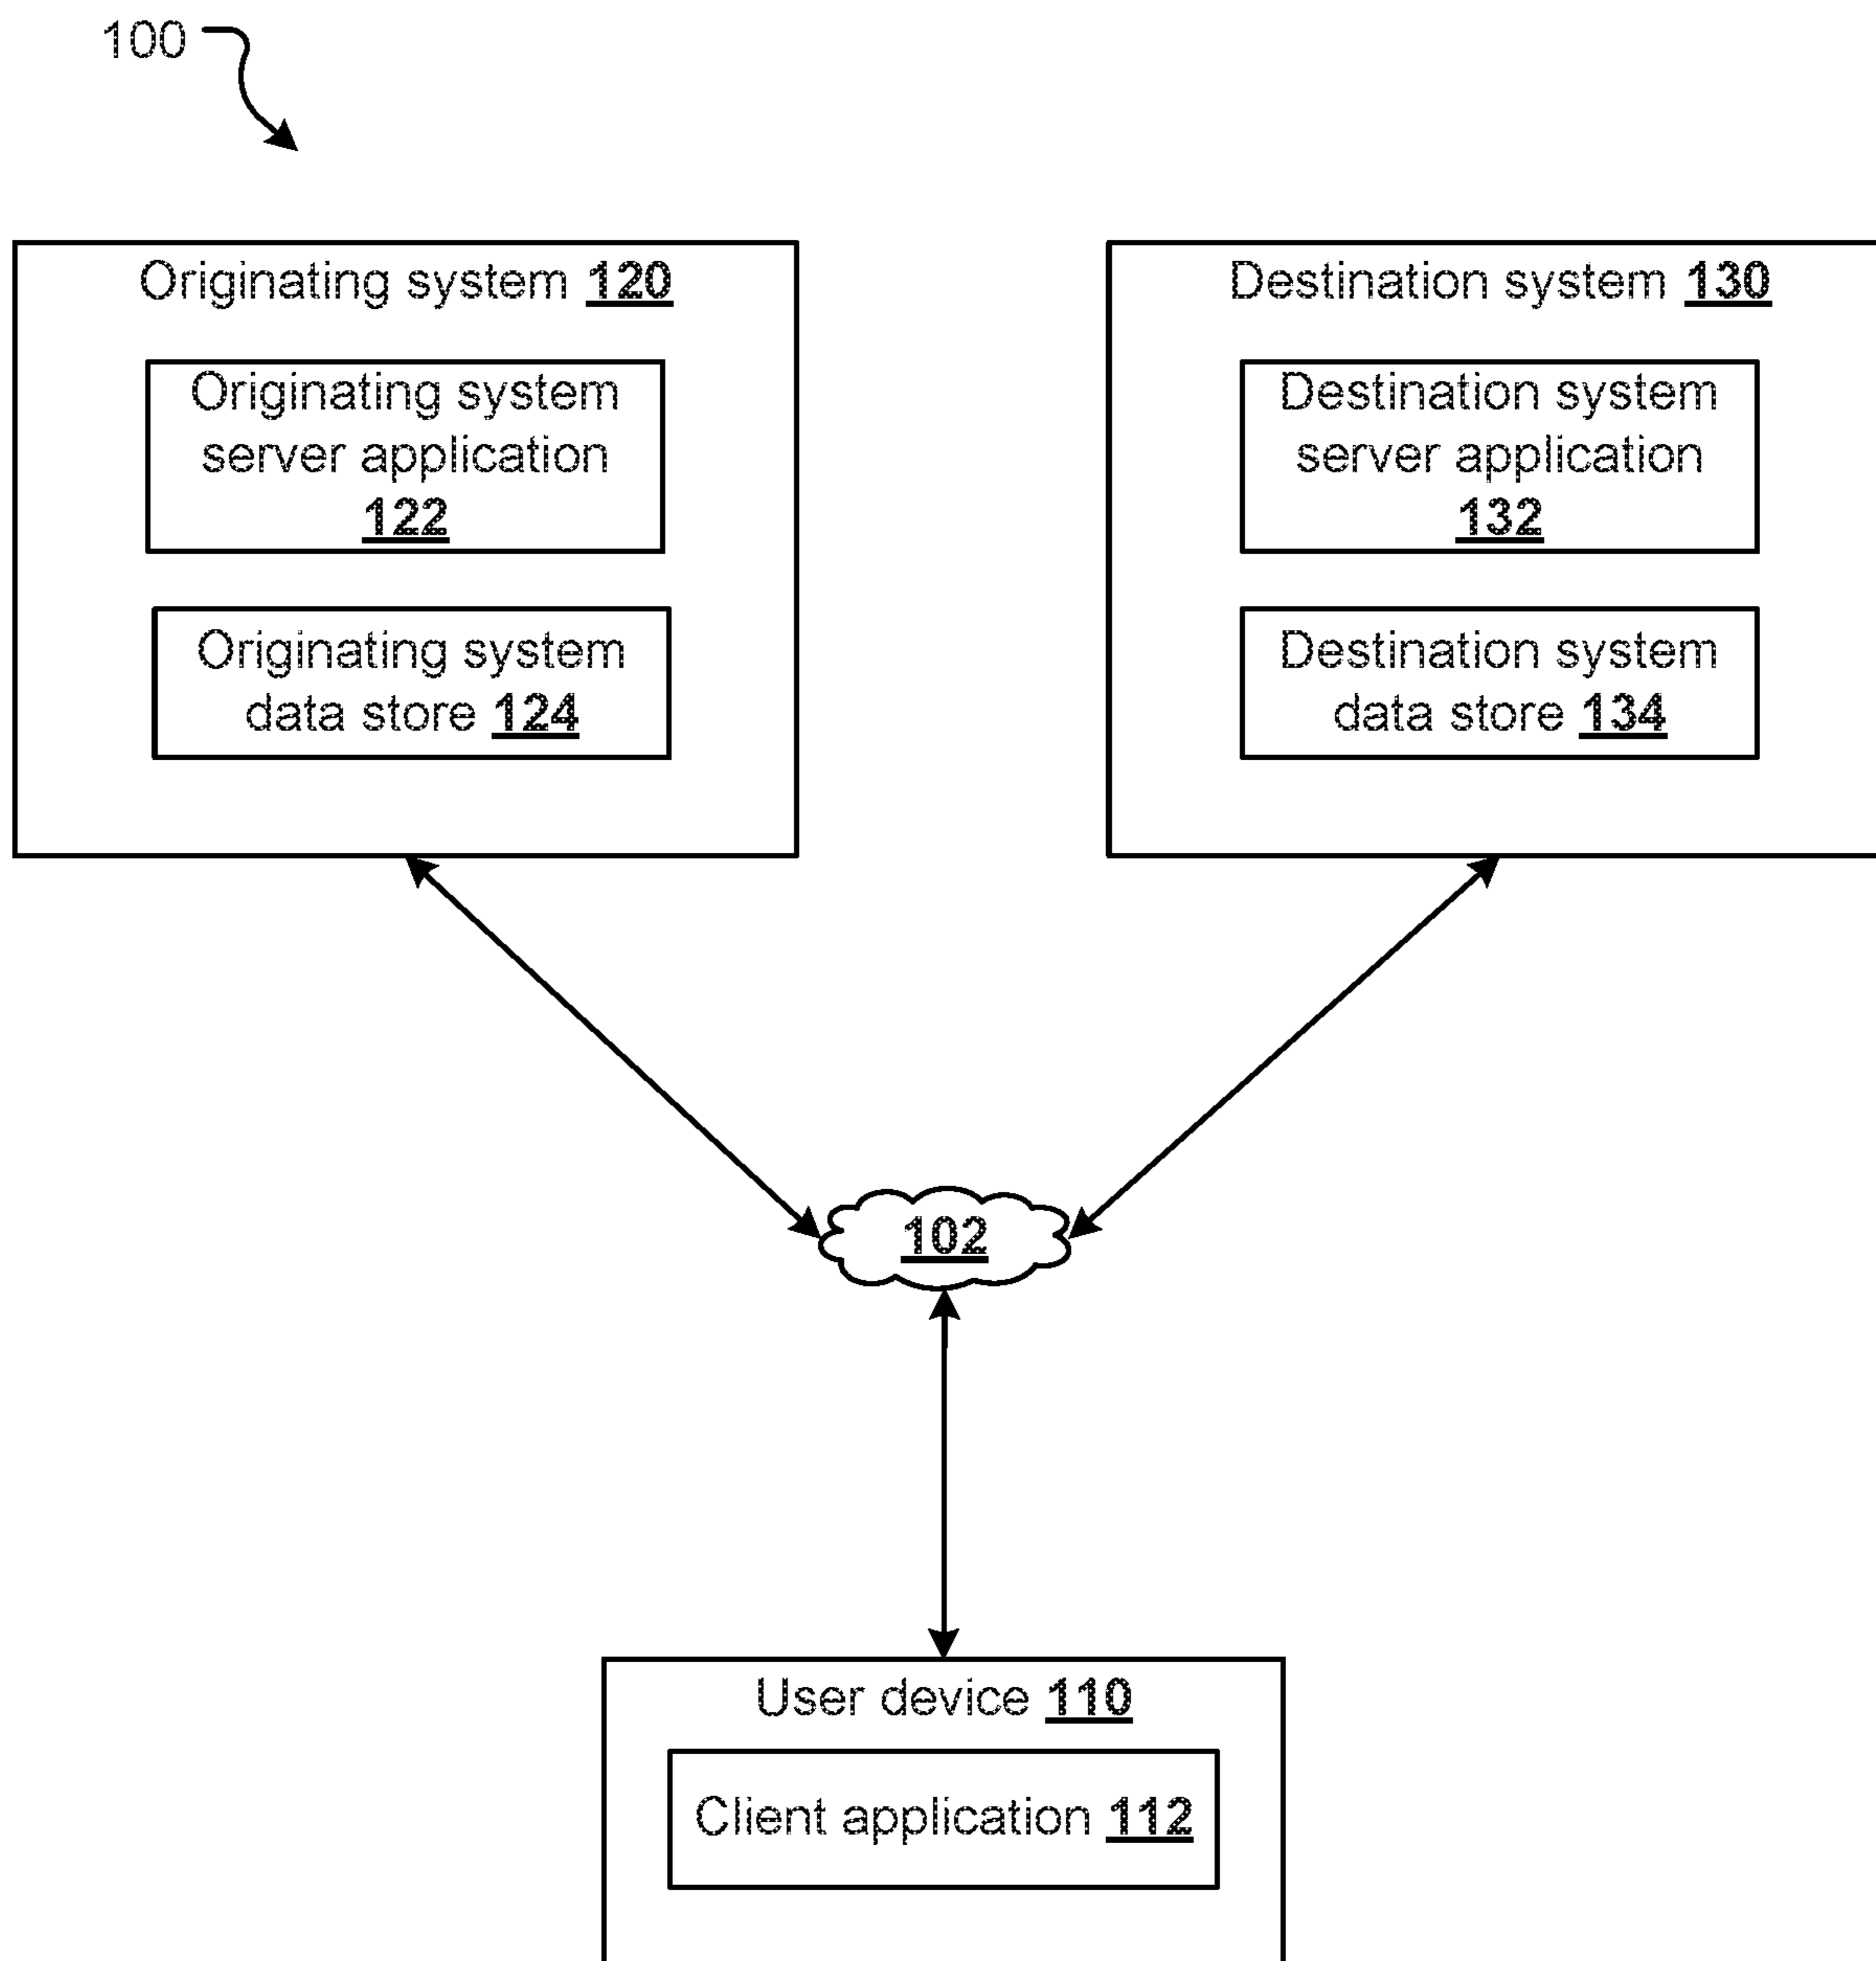 100
Originating system 120
Originating system
server application
122
Originating system
data store 124
Destination system 130
Destination system
server application
132
Destination system
data store 134
102
User device 110
Client application 112